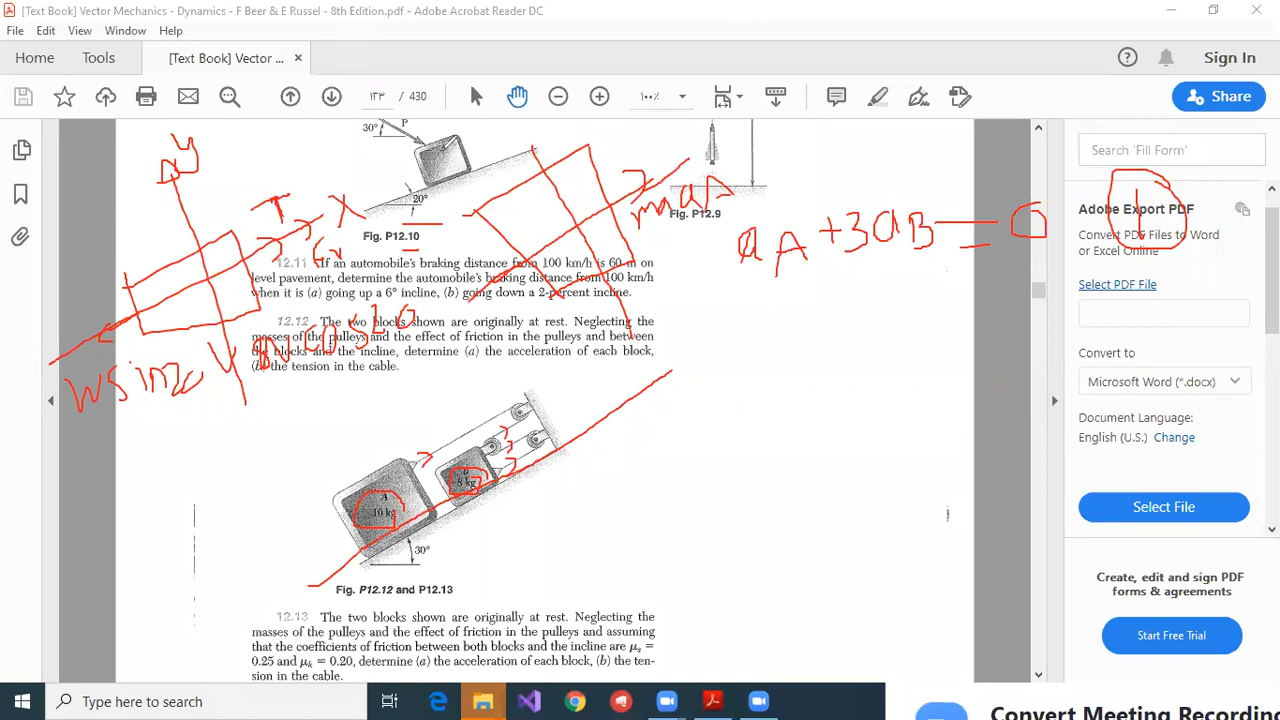 [Text Book] Vector Mechanics - Dynamics - F Beer & E Russel - 8th Edition.pdf - Adobe Acrobat Reader DC
File Edit View Window Help
Home Tools [Text Book] Vector ... × Sign In
١٢٣ / 430 ١٠٠٪ Share
30° P
20°
Fig. P12.10
Fig. P12.9
y
T X
maA
aA + 3aB = 0
1
12.11 If an automobile's braking distance from 100 km/h is 60 m on
level pavement, determine the automobile's braking distance from 100 km/h
when it is (a) going up a 6° incline, (b) going down a 2-percent incline.
12.12 The two blocks shown are originally at rest. Neglecting the
masses of the pulleys and the effect of friction in the pulleys and between
the blocks and the incline, determine (a) the acceleration of each block,
(b) the tension in the cable.
A
10 kg
8 kg
30°
Fig. P12.12 and P12.13
12.13 The two blocks shown are originally at rest. Neglecting the
masses of the pulleys and the effect of friction in the pulleys and assuming
that the coefficients of friction between both blocks and the incline are μs =
0.25 and μk = 0.20, determine (a) the acceleration of each block, (b) the ten-
sion in the cable.
Search 'Fill Form'
Adobe Export PDF
Convert PDF Files to Word
or Excel Online
Select PDF File
Convert to
Microsoft Word (*.docx)
Document Language:
English (U.S.) Change
Select File
Create, edit and sign PDF
forms & agreements
Start Free Trial
Type here to search
Convert Meeting Recording